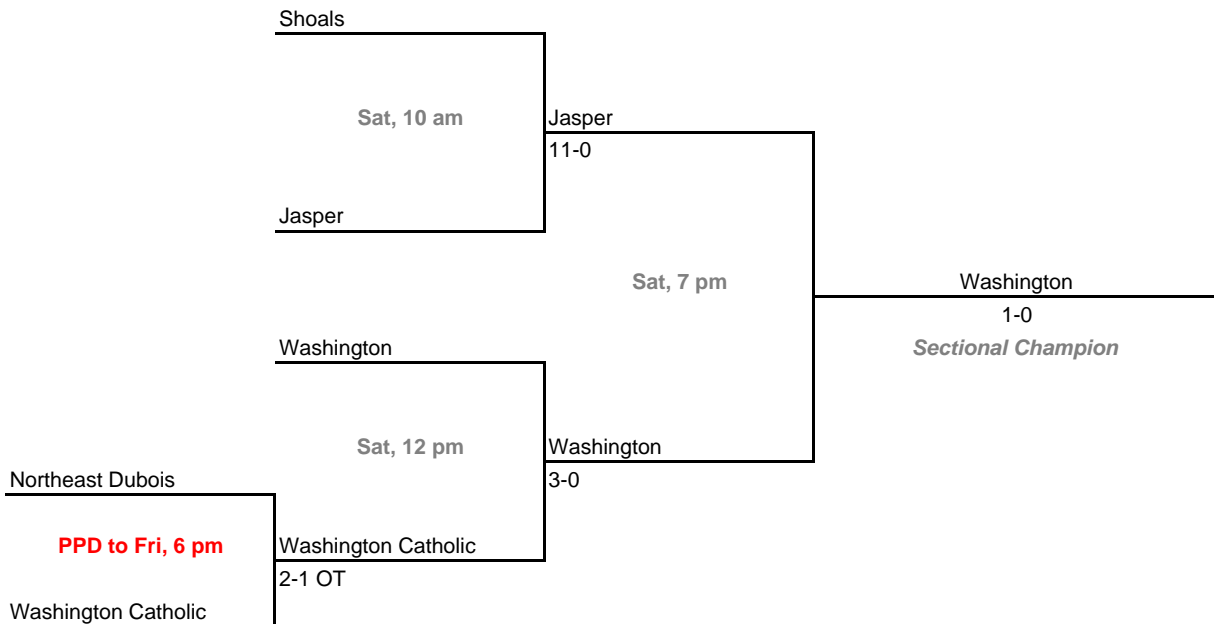 Shoals
Sat, 10 am
Jasper
11-0
Jasper
Sat, 7 pm
Washington
1-0
Sectional Champion
Washington
Sat, 12 pm
Washington
3-0
Northeast Dubois
PPD to Fri, 6 pm
Washington Catholic
2-1 OT
Washington Catholic